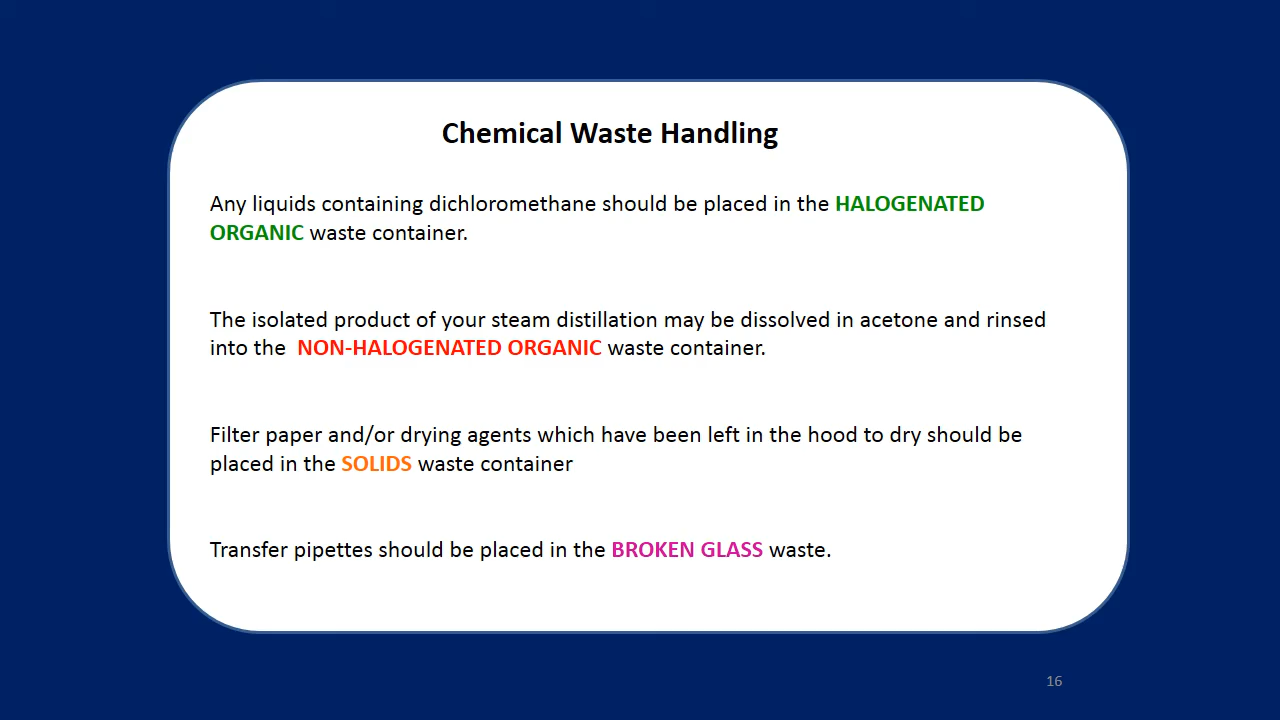 Chemical Waste Handling
Any liquids containing dichloromethane should be placed in the HALOGENATED
ORGANIC waste container.
The isolated product of your steam distillation may be dissolved in acetone and rinsed
into the  NON-HALOGENATED ORGANIC waste container.
Filter paper and/or drying agents which have been left in the hood to dry should be
placed in the SOLIDS waste container
Transfer pipettes should be placed in the BROKEN GLASS waste.
16